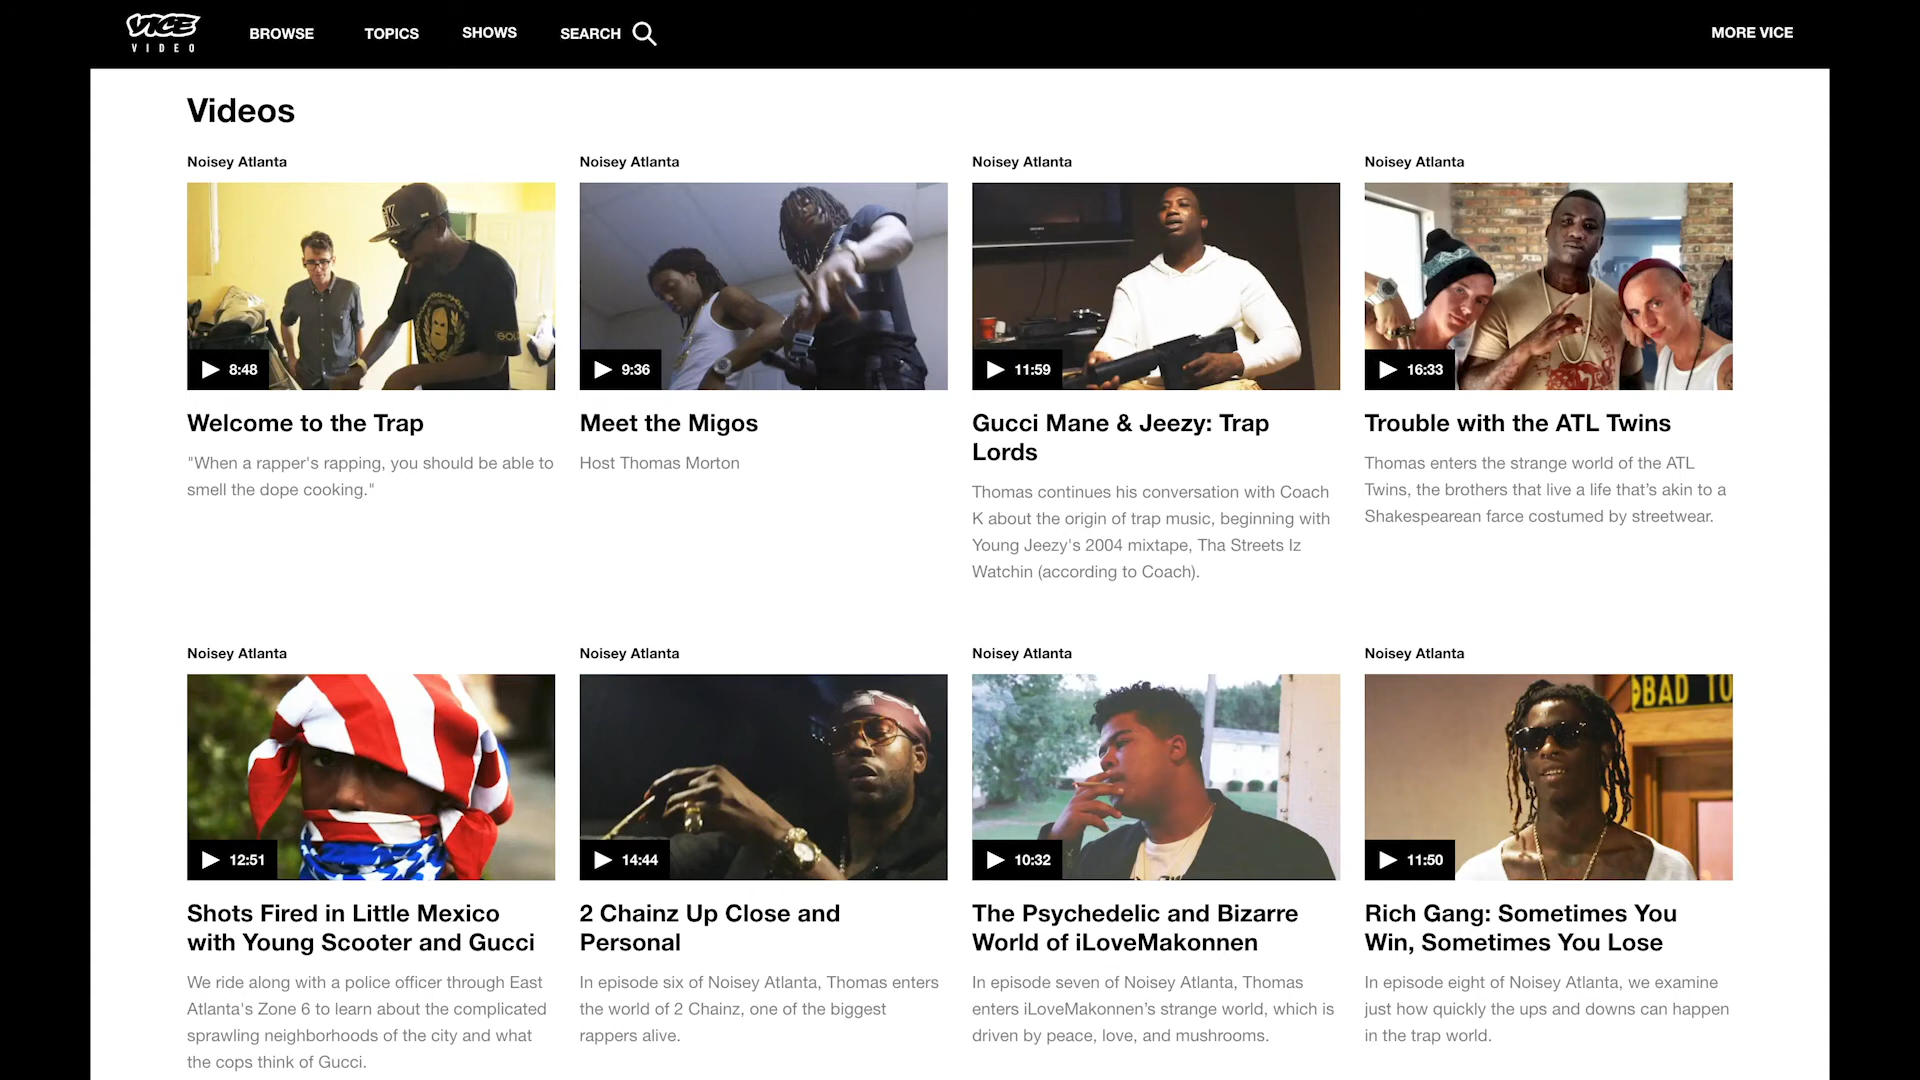 VICE
VIDEO
BROWSE
TOPICS
SHOWS
SEARCH
MORE VICE
Videos
Noisey Atlanta
8:48
Welcome to the Trap
"When a rapper's rapping, you should be able to
smell the dope cooking."
Noisey Atlanta
9:36
Meet the Migos
Host Thomas Morton
Noisey Atlanta
11:59
Gucci Mane & Jeezy: Trap
Lords
Thomas continues his conversation with Coach
K about the origin of trap music, beginning with
Young Jeezy's 2004 mixtape, Tha Streets Iz
Watchin (according to Coach).
Noisey Atlanta
16:33
Trouble with the ATL Twins
Thomas enters the strange world of the ATL
Twins, the brothers that live a life that’s akin to a
Shakespearean farce costumed by streetwear.
Noisey Atlanta
12:51
Shots Fired in Little Mexico
with Young Scooter and Gucci
We ride along with a police officer through East
Atlanta's Zone 6 to learn about the complicated
sprawling neighborhoods of the city and what
the cops think of Gucci.
Noisey Atlanta
14:44
2 Chainz Up Close and
Personal
In episode six of Noisey Atlanta, Thomas enters
the world of 2 Chainz, one of the biggest
rappers alive.
Noisey Atlanta
10:32
The Psychedelic and Bizarre
World of iLoveMakonnen
In episode seven of Noisey Atlanta, Thomas
enters iLoveMakonnen’s strange world, which is
driven by peace, love, and mushrooms.
Noisey Atlanta
BAD
11:50
Rich Gang: Sometimes You
Win, Sometimes You Lose
In episode eight of Noisey Atlanta, we examine
just how quickly the ups and downs can happen
in the trap world.